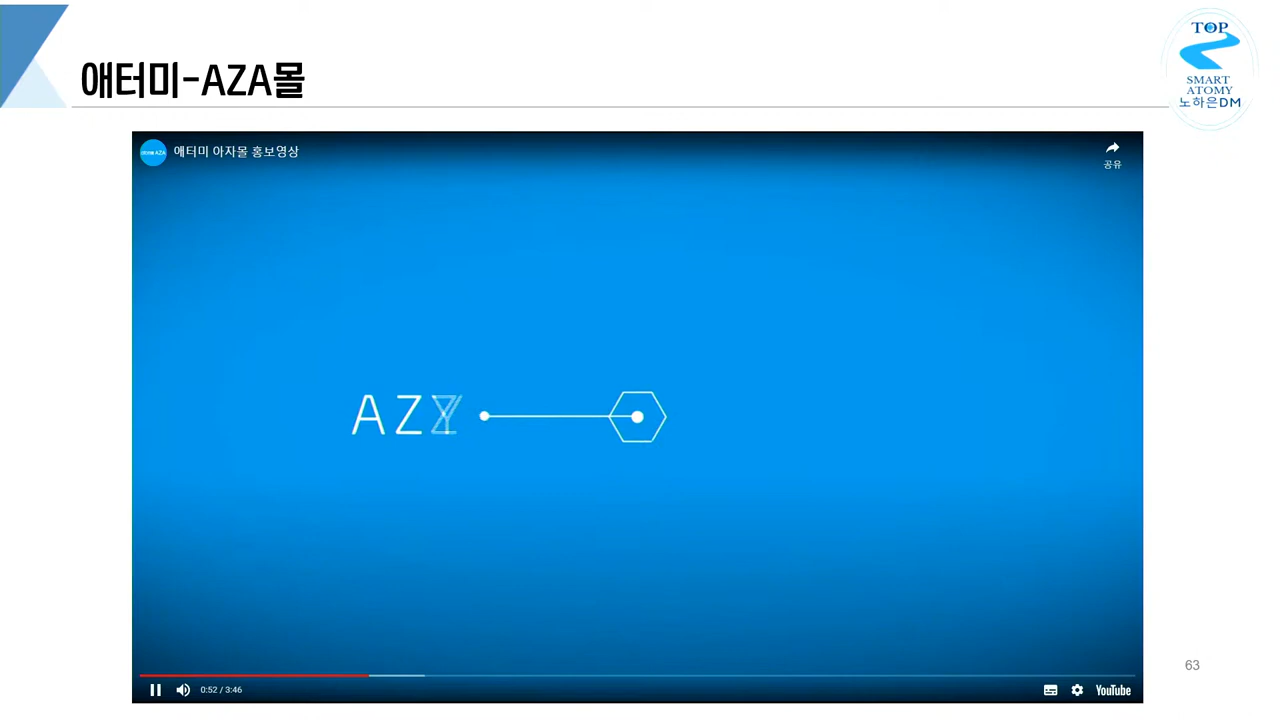 애터미-AZA몰
TOP
SMART
ATOMY
노하은DM
애터미 아자몰 홍보영상
공유
AZ
0:52 / 3:46
YouTube
63